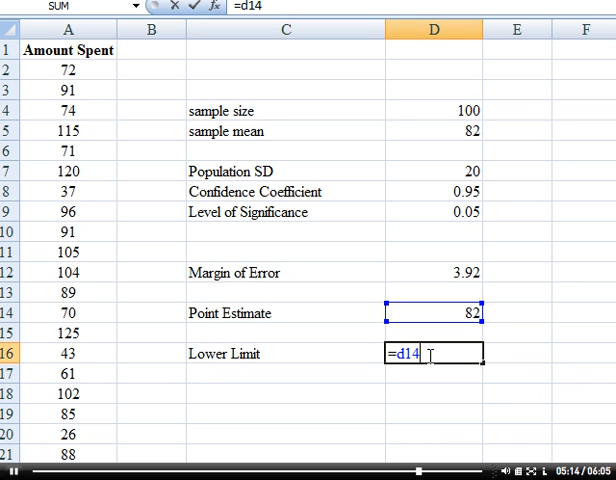 SUM =d14
A B C D E F
1 Amount Spent
2 72
3 91
4 74 sample size 100
5 115 sample mean 82
6 71
7 120 Population SD 20
8 37 Confidence Coefficient 0.95
9 96 Level of Significance 0.05
10 91
11 105
12 104 Margin of Error 3.92
13 89
14 70 Point Estimate 82
15 125
16 43 Lower Limit =d14
17 61
18 102
19 85
20 26
21 88
05:14 / 06:05